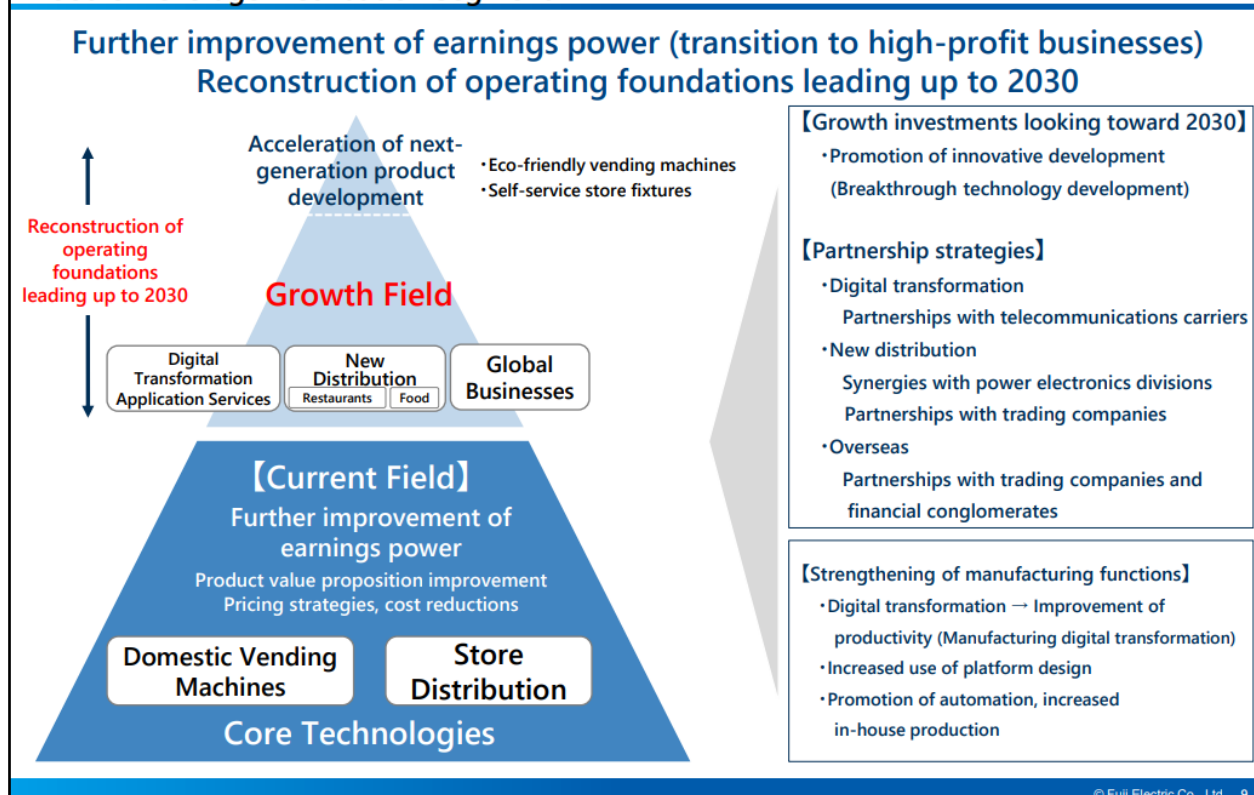 Further improvement of earnings power (transition to high-profit businesses)
Reconstruction of operating foundations leading up to 2030
Acceleration of next-
generation product
development
・Eco-friendly vending machines
・Self-service store fixtures
Reconstruction of
operating
foundations
leading up to 2030
Growth Field
Digital
Transformation
Application Services
New
Distribution
Restaurants
Food
Global
Businesses
【Current Field】
Further improvement of
earnings power
Product value proposition improvement
Pricing strategies, cost reductions
Domestic Vending
Machines
Store
Distribution
Core Technologies
【Growth investments looking toward 2030】
・Promotion of innovative development
(Breakthrough technology development)
【Partnership strategies】
・Digital transformation
Partnerships with telecommunications carriers
・New distribution
Synergies with power electronics divisions
Partnerships with trading companies
・Overseas
Partnerships with trading companies and
financial conglomerates
【Strengthening of manufacturing functions】
・Digital transformation → Improvement of
productivity (Manufacturing digital transformation)
・Increased use of platform design
・Promotion of automation, increased
in-house production
© Fuji Electric Co., Ltd. 9